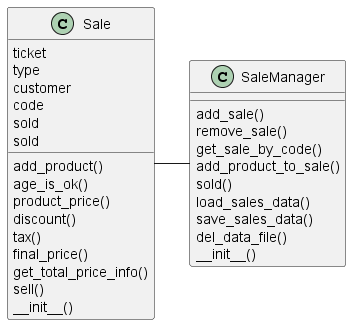 C Sale
ticket
type
customer
code
sold
sold
add_product()
age_is_ok()
product_price()
discount()
tax()
final_price()
get_total_price_info()
sell()
__init__()
C SaleManager
add_sale()
remove_sale()
get_sale_by_code()
add_product_to_sale()
sold()
load_sales_data()
save_sales_data()
del_data_file()
__init__()